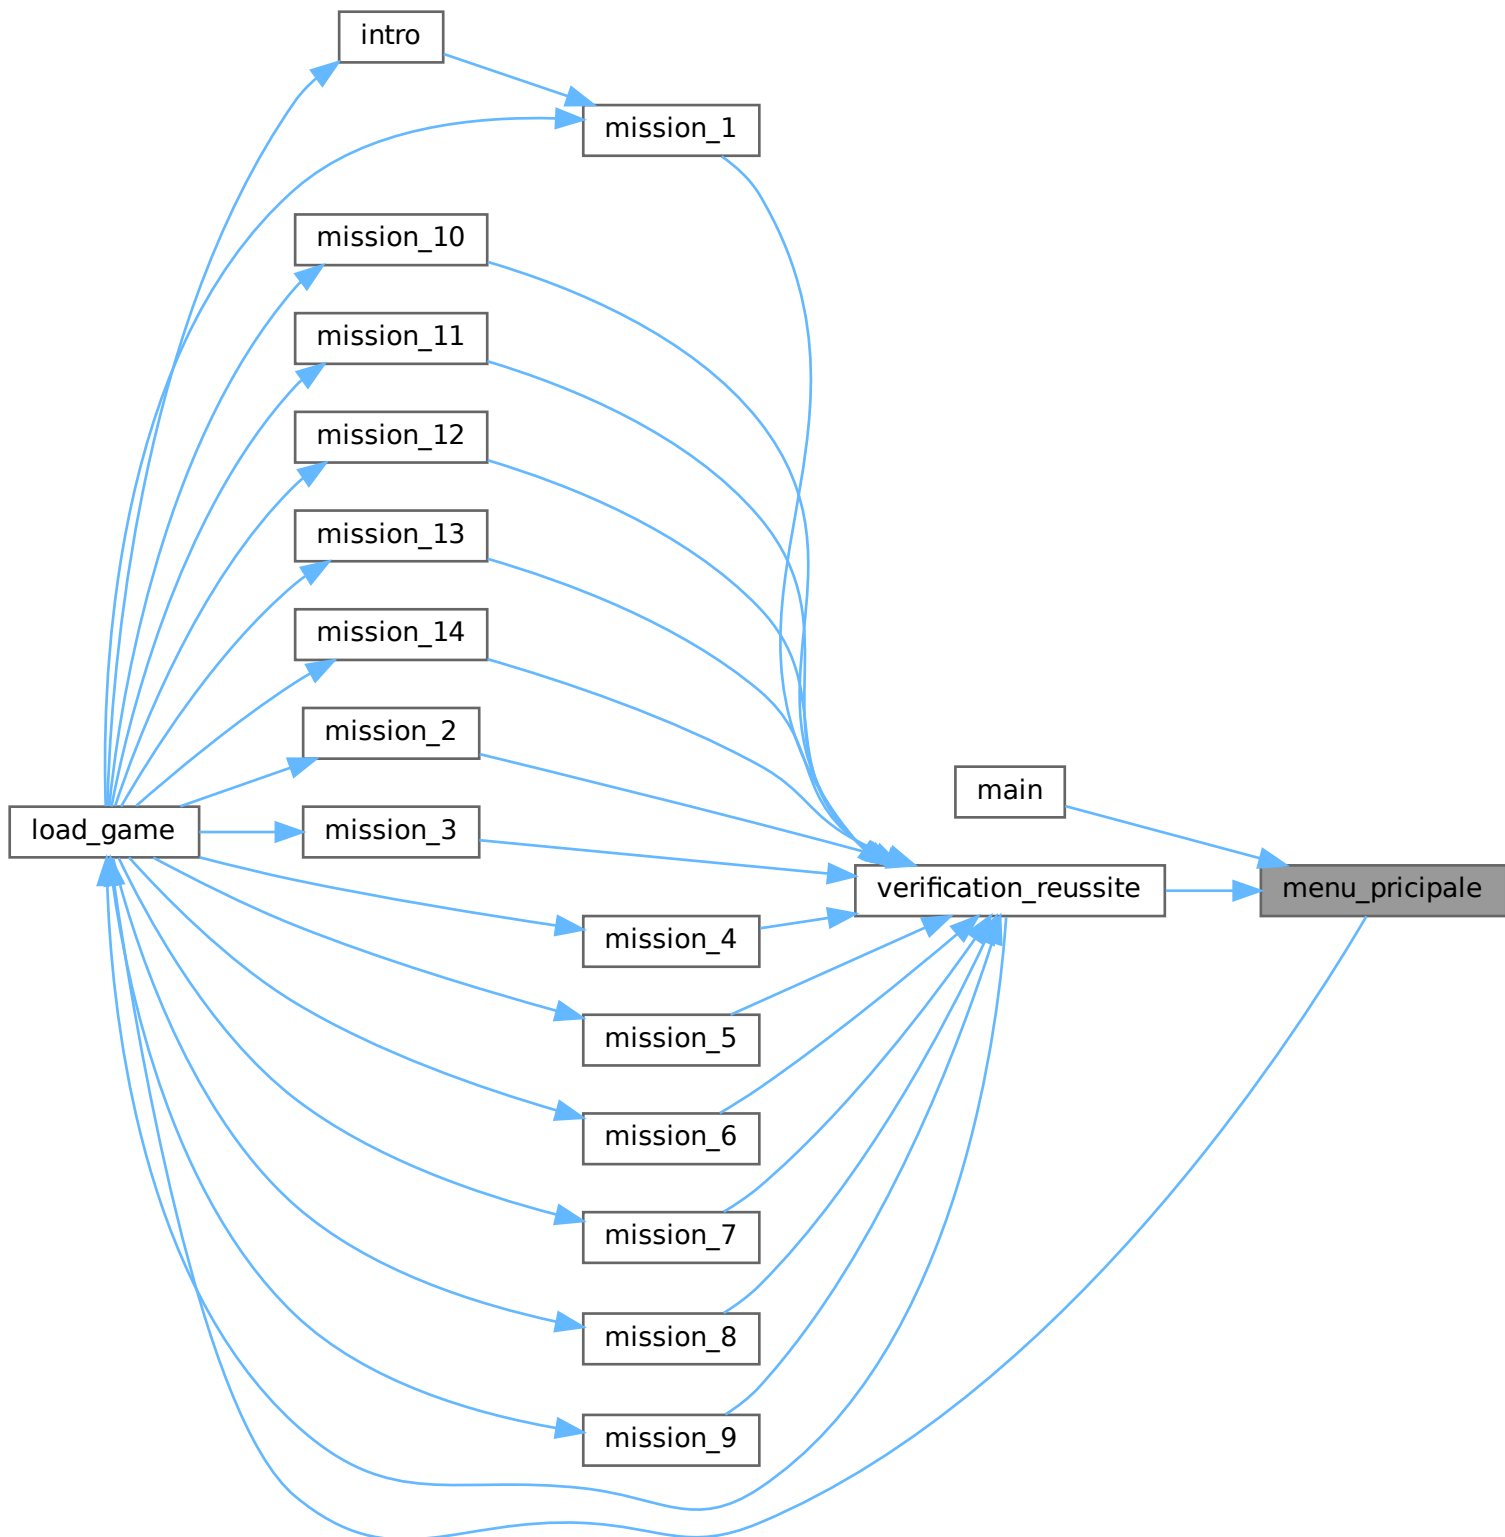 intro
mission_1
mission_10
mission_11
mission_12
mission_13
mission_14
mission_2
main
load_game
mission_3
verification_reussite
menu_pricipale
mission_4
mission_5
mission_6
mission_7
mission_8
mission_9